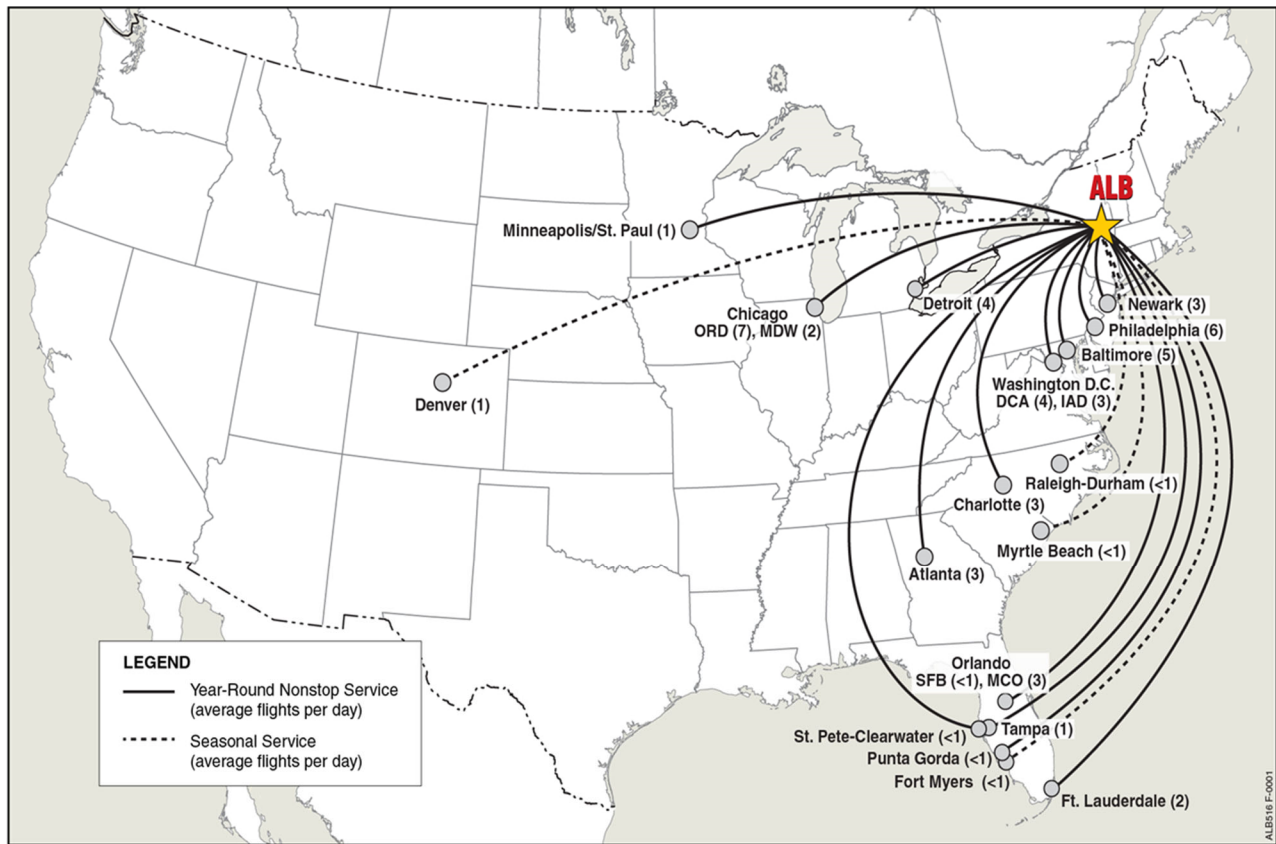 ALB
Minneapolis/St. Paul (1)
Detroit (4)
Newark (3)
Chicago
ORD (7), MDW (2)
Philadelphia (6)
Baltimore (5)
Washington D.C.
DCA (4), IAD (3)
Denver (1)
Raleigh-Durham (<1)
Charlotte (3)
Myrtle Beach (<1)
Atlanta (3)
Orlando
SFB (<1), MCO (3)
Tampa (1)
St. Pete-Clearwater (<1)
Punta Gorda (<1)
Fort Myers (<1)
Ft. Lauderdale (2)
LEGEND
Year-Round Nonstop Service
(average flights per day)
Seasonal Service
(average flights per day)
ALB516 F-0001